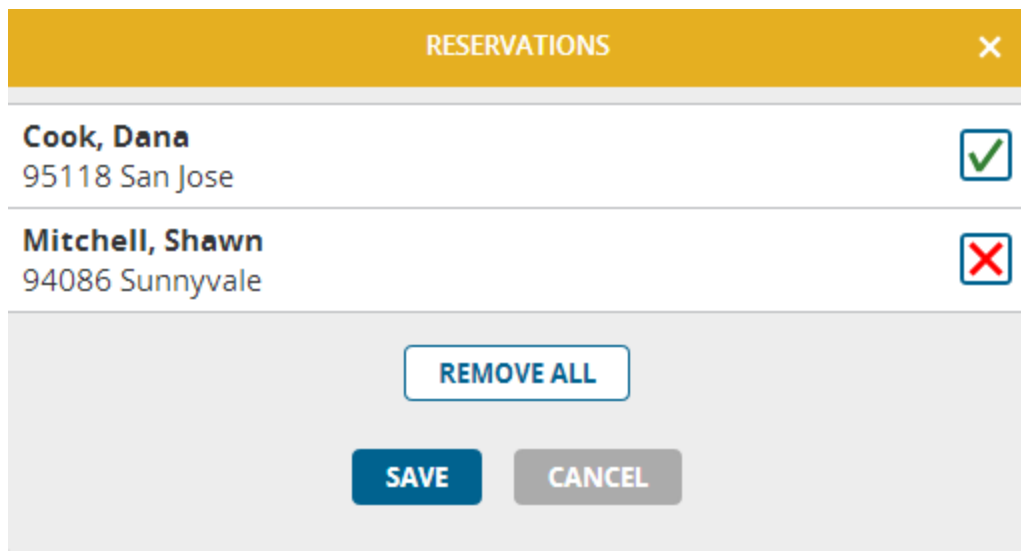 RESERVATIONS
Cook, Dana
95118 San Jose
Mitchell, Shawn
94086 Sunnyvale
REMOVE ALL
SAVE CANCEL